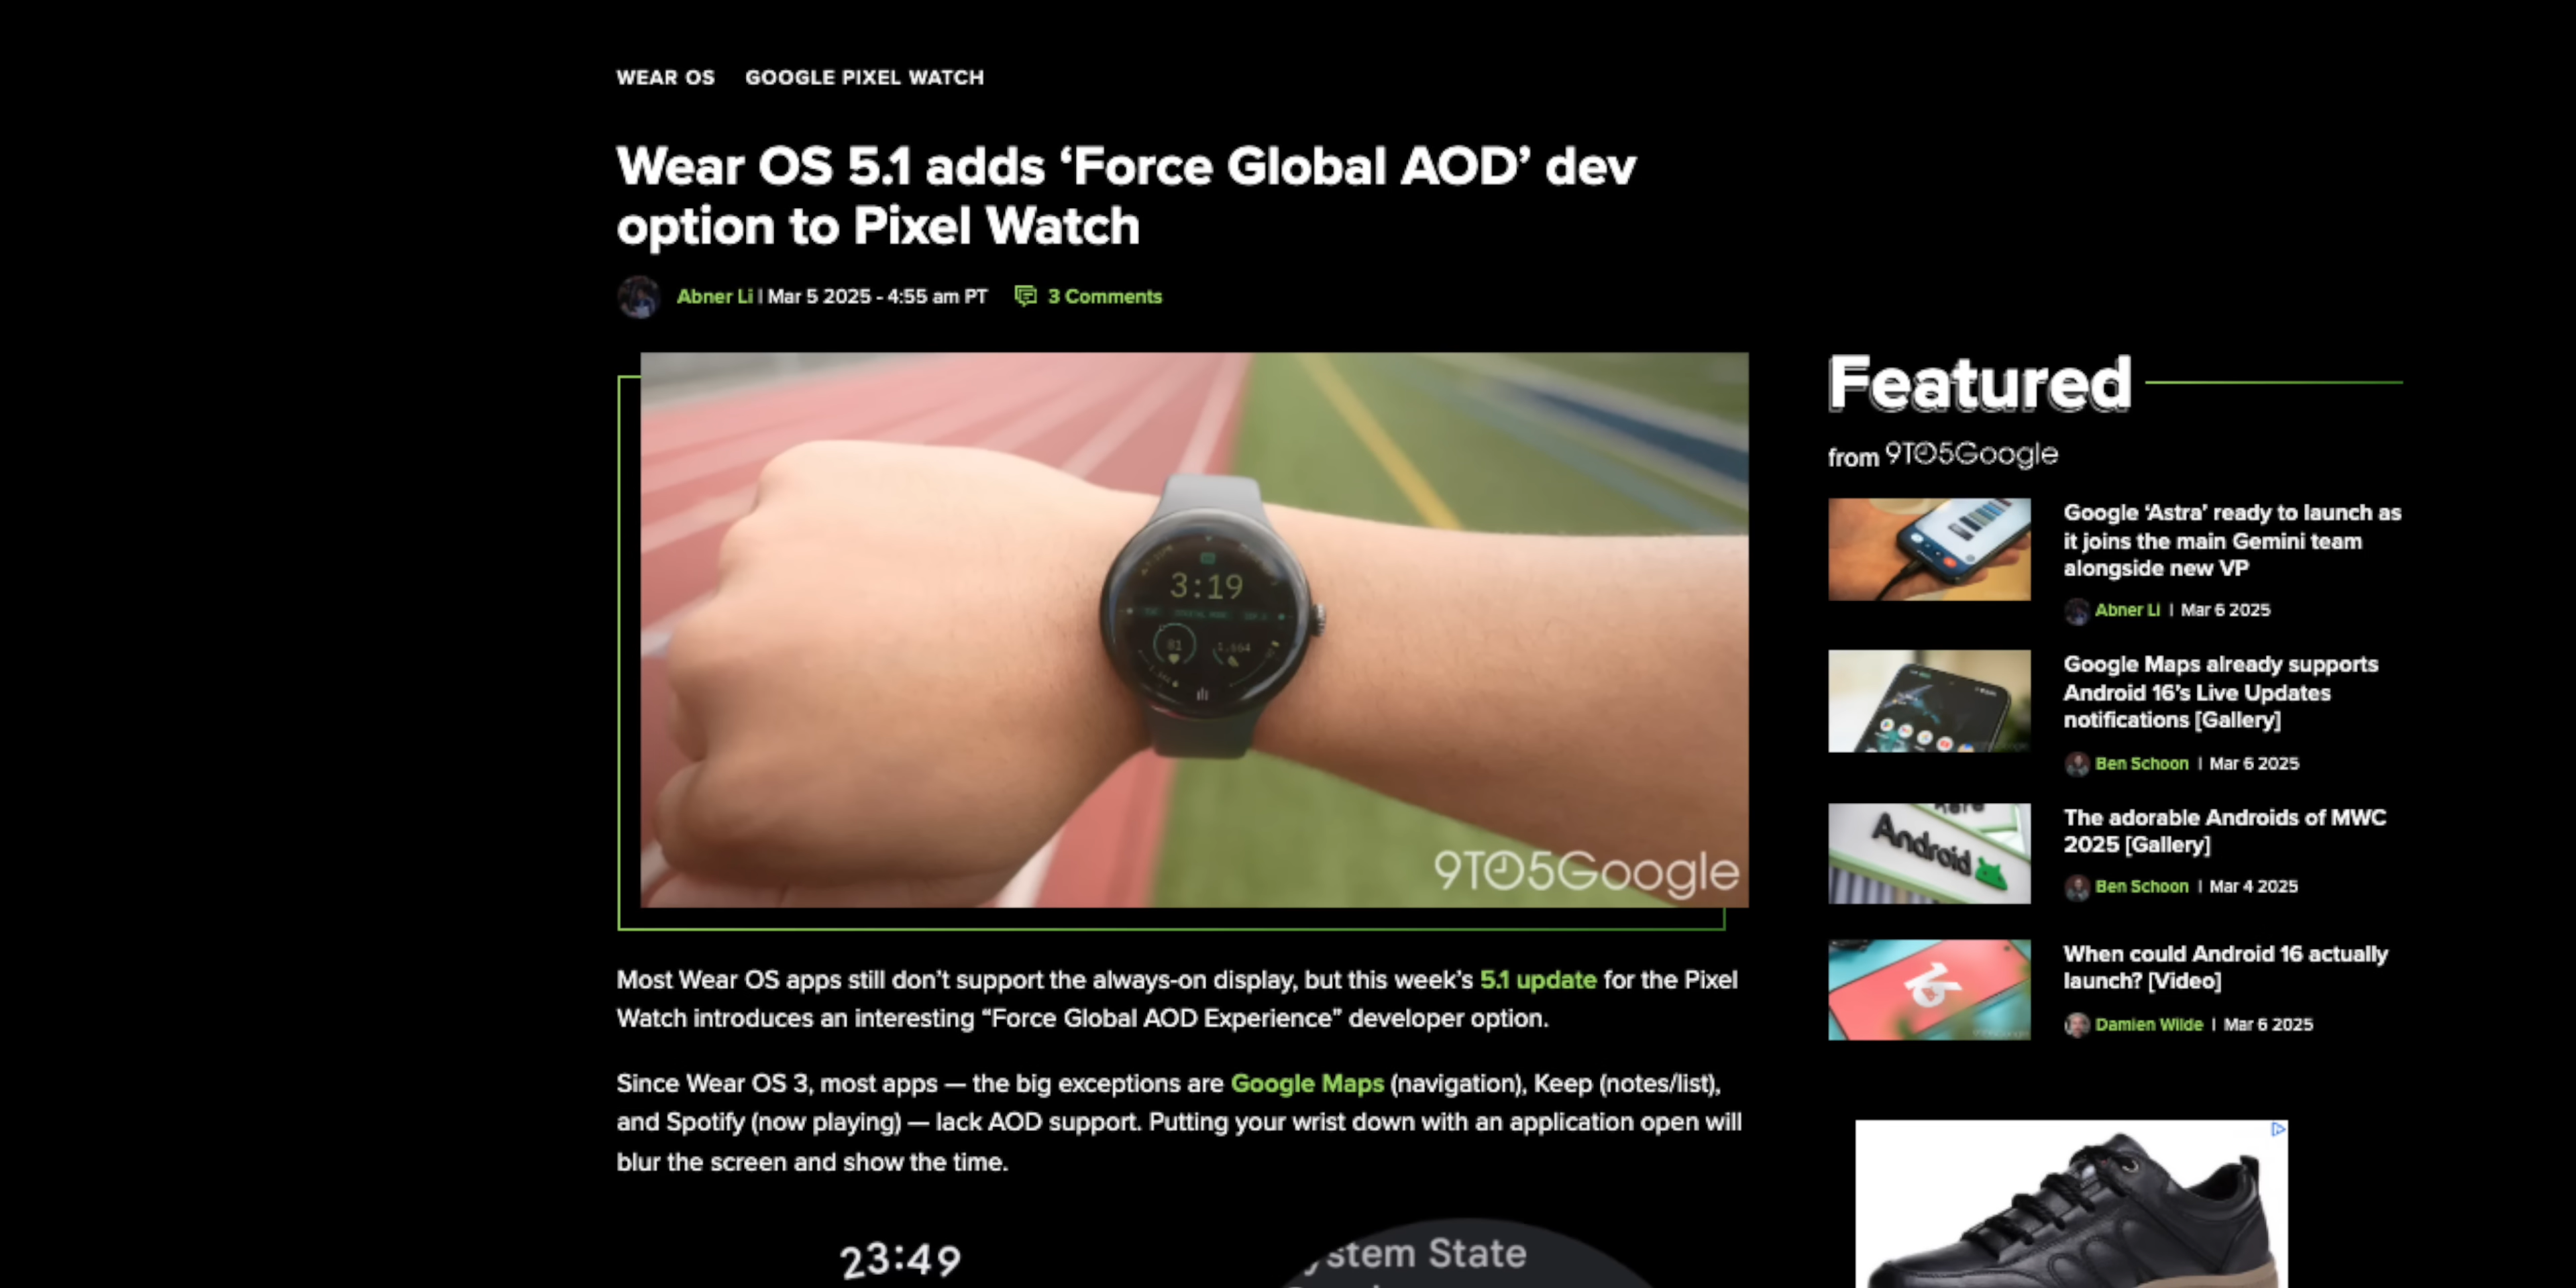 WEAR OS GOOGLE PIXEL WATCH
Wear OS 5.1 adds ‘Force Global AOD’ dev
option to Pixel Watch
Abner Li | Mar 5 2025 - 4:55 am PT 3 Comments
3:19
81
1,664
9TO5Google
Most Wear OS apps still don’t support the always-on display, but this week’s 5.1 update for the Pixel
Watch introduces an interesting “Force Global AOD Experience” developer option.
Since Wear OS 3, most apps — the big exceptions are Google Maps (navigation), Keep (notes/list),
and Spotify (now playing) — lack AOD support. Putting your wrist down with an application open will
blur the screen and show the time.
23:49
stem State
Featured
from 9TO5Google
Google ‘Astra’ ready to launch as
it joins the main Gemini team
alongside new VP
Abner Li | Mar 6 2025
Google Maps already supports
Android 16’s Live Updates
notifications [Gallery]
Ben Schoon | Mar 6 2025
Android
The adorable Androids of MWC
2025 [Gallery]
Ben Schoon | Mar 4 2025
16
When could Android 16 actually
launch? [Video]
Damien Wilde | Mar 6 2025